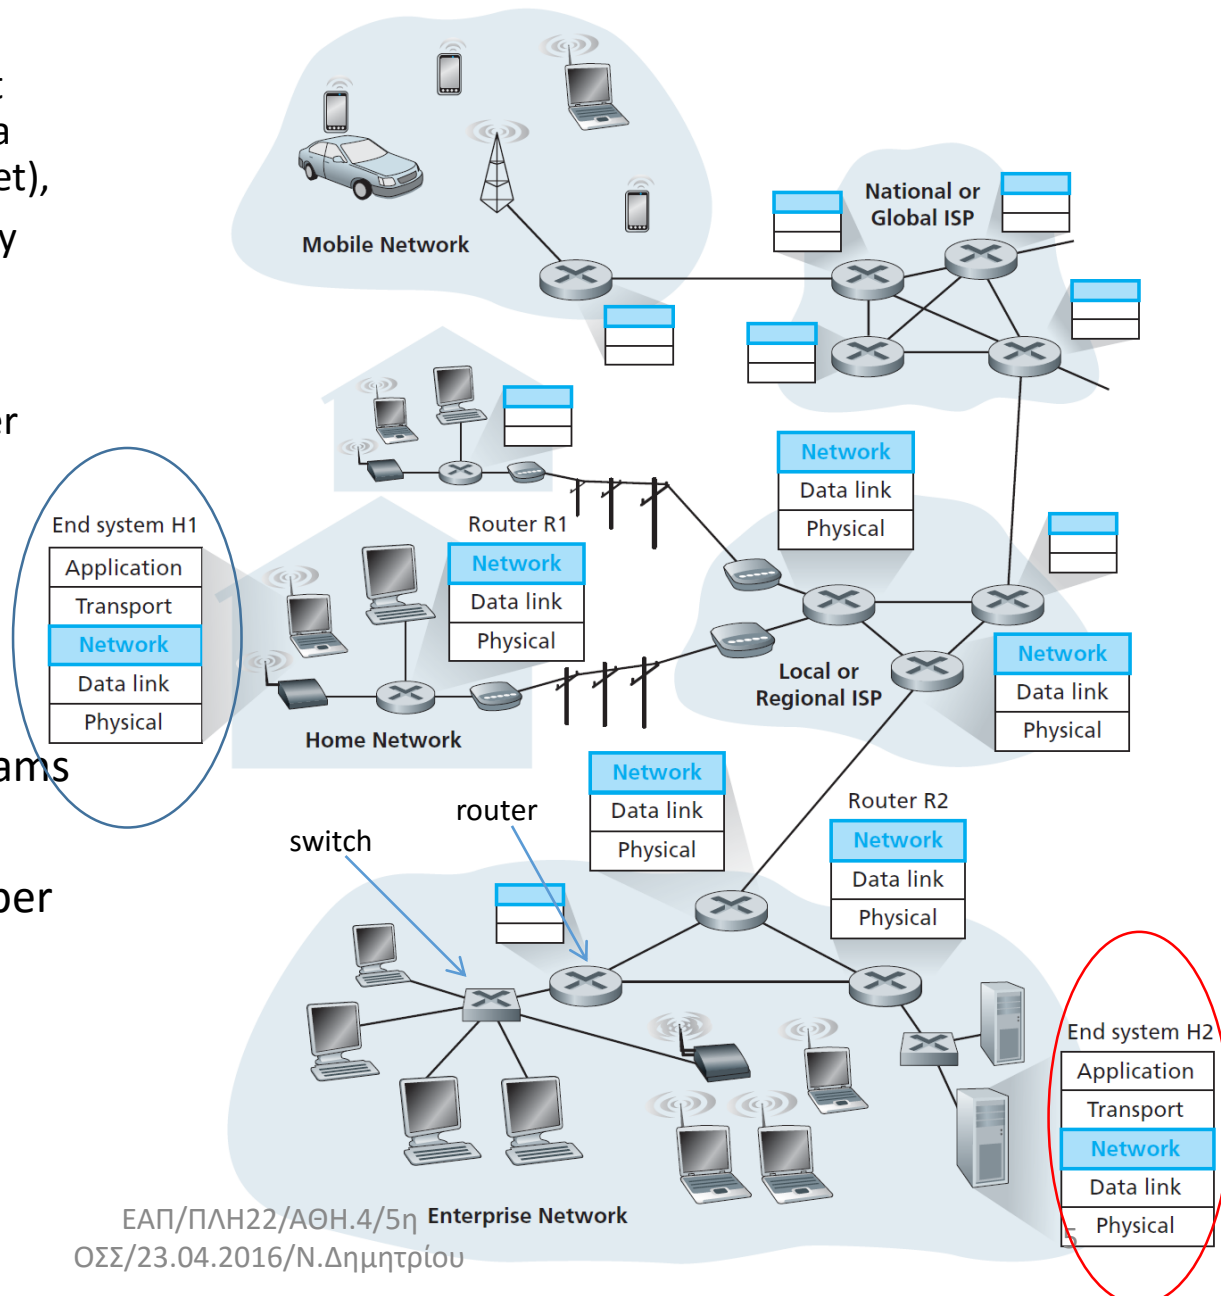 et),
y
er
ams
per
Mobile Network
National or
Global ISP
End system H1
Application
Transport
Network
Data link
Physical
Router R1
Network
Data link
Physical
Home Network
Network
Data link
Physical
Local or
Regional ISP
Network
Data link
Physical
switch
router
Network
Data link
Physical
Router R2
Network
Data link
Physical
End system H2
Application
Transport
Network
Data link
Physical
Enterprise Network
ΕΑΠ/ΠΛΗ22/ΑΘΗ.4/5η
ΟΣΣ/23.04.2016/Ν.Δημητρίου
5